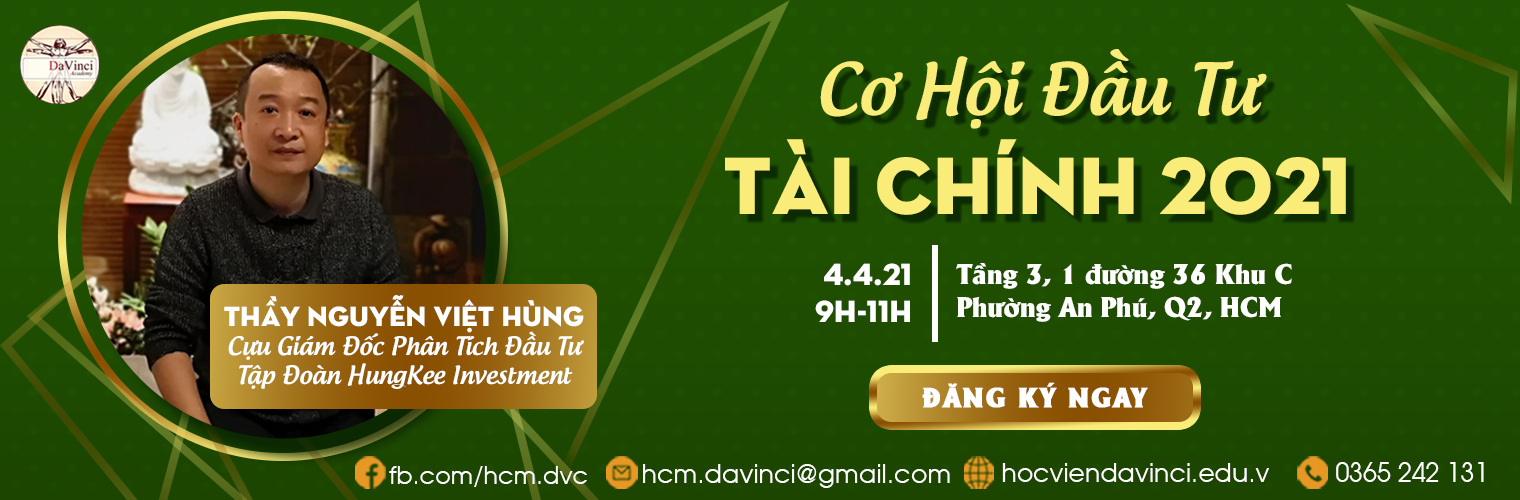 DaVinci
Academy
Cơ Hội Đầu Tư
TÀI CHÍNH 2021
4.4.21
9H-11H
Tầng 3, 1 đường 36 Khu C
Phường An Phú, Q2, HCM
THẦY NGUYỄN VIỆT HÙNG
Cựu Giám Đốc Phân Tích Đầu Tư
Tập Đoàn HungKee Investment
ĐĂNG KÝ NGAY
fb.com/hcm.dvc
hcm.davinci@gmail.com
hocviendavinci.edu.v
0365 242 131